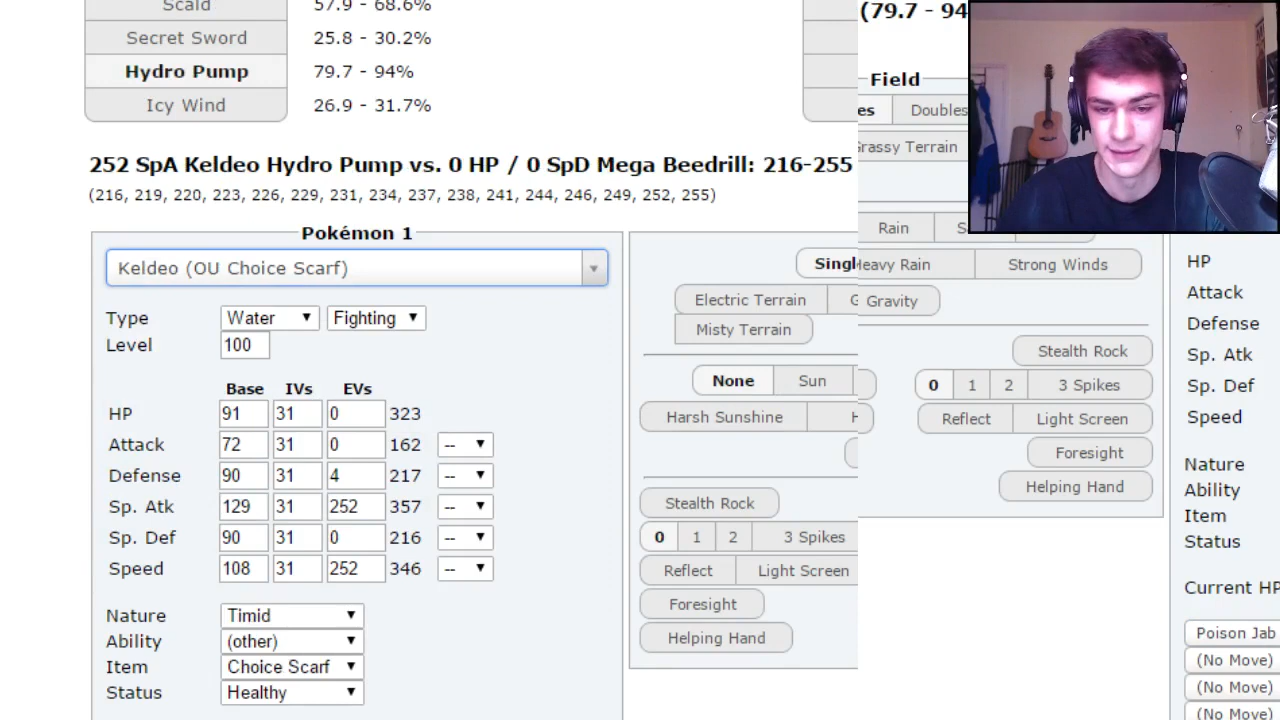 Scald 57.9 - 68.6%
Secret Sword 25.8 - 30.2%
Hydro Pump 79.7 - 94%
Icy Wind 26.9 - 31.7%
252 SpA Keldeo Hydro Pump vs. 0 HP / 0 SpD Mega Beedrill: 216-255
(216, 219, 220, 223, 226, 229, 231, 234, 237, 238, 241, 244, 246, 249, 252, 255)
Pokémon 1
Keldeo (OU Choice Scarf)
Type Water Fighting
Level 100
Base IVs EVs
HP 91 31 0 323
Attack 72 31 0 162 --
Defense 90 31 4 217 --
Sp. Atk 129 31 252 357 --
Sp. Def 90 31 0 216 --
Speed 108 31 252 346 --
Nature Timid
Ability (other)
Item Choice Scarf
Status Healthy
Singl
Electric Terrain G
Misty Terrain
None Sun
Harsh Sunshine H
Stealth Rock
0 1 2 3 Spikes
Reflect Light Screen
Foresight
Helping Hand
(79.7 - 94
Field
es Doubles
Grassy Terrain
Rain S
Heavy Rain Strong Winds
Gravity
Stealth Rock
0 1 2 3 Spikes
Reflect Light Screen
Foresight
Helping Hand
HP
Attack
Defense
Sp. Atk
Sp. Def
Speed
Nature
Ability
Item
Status
Current HP
Poison Jab
(No Move)
(No Move)
(No Move)